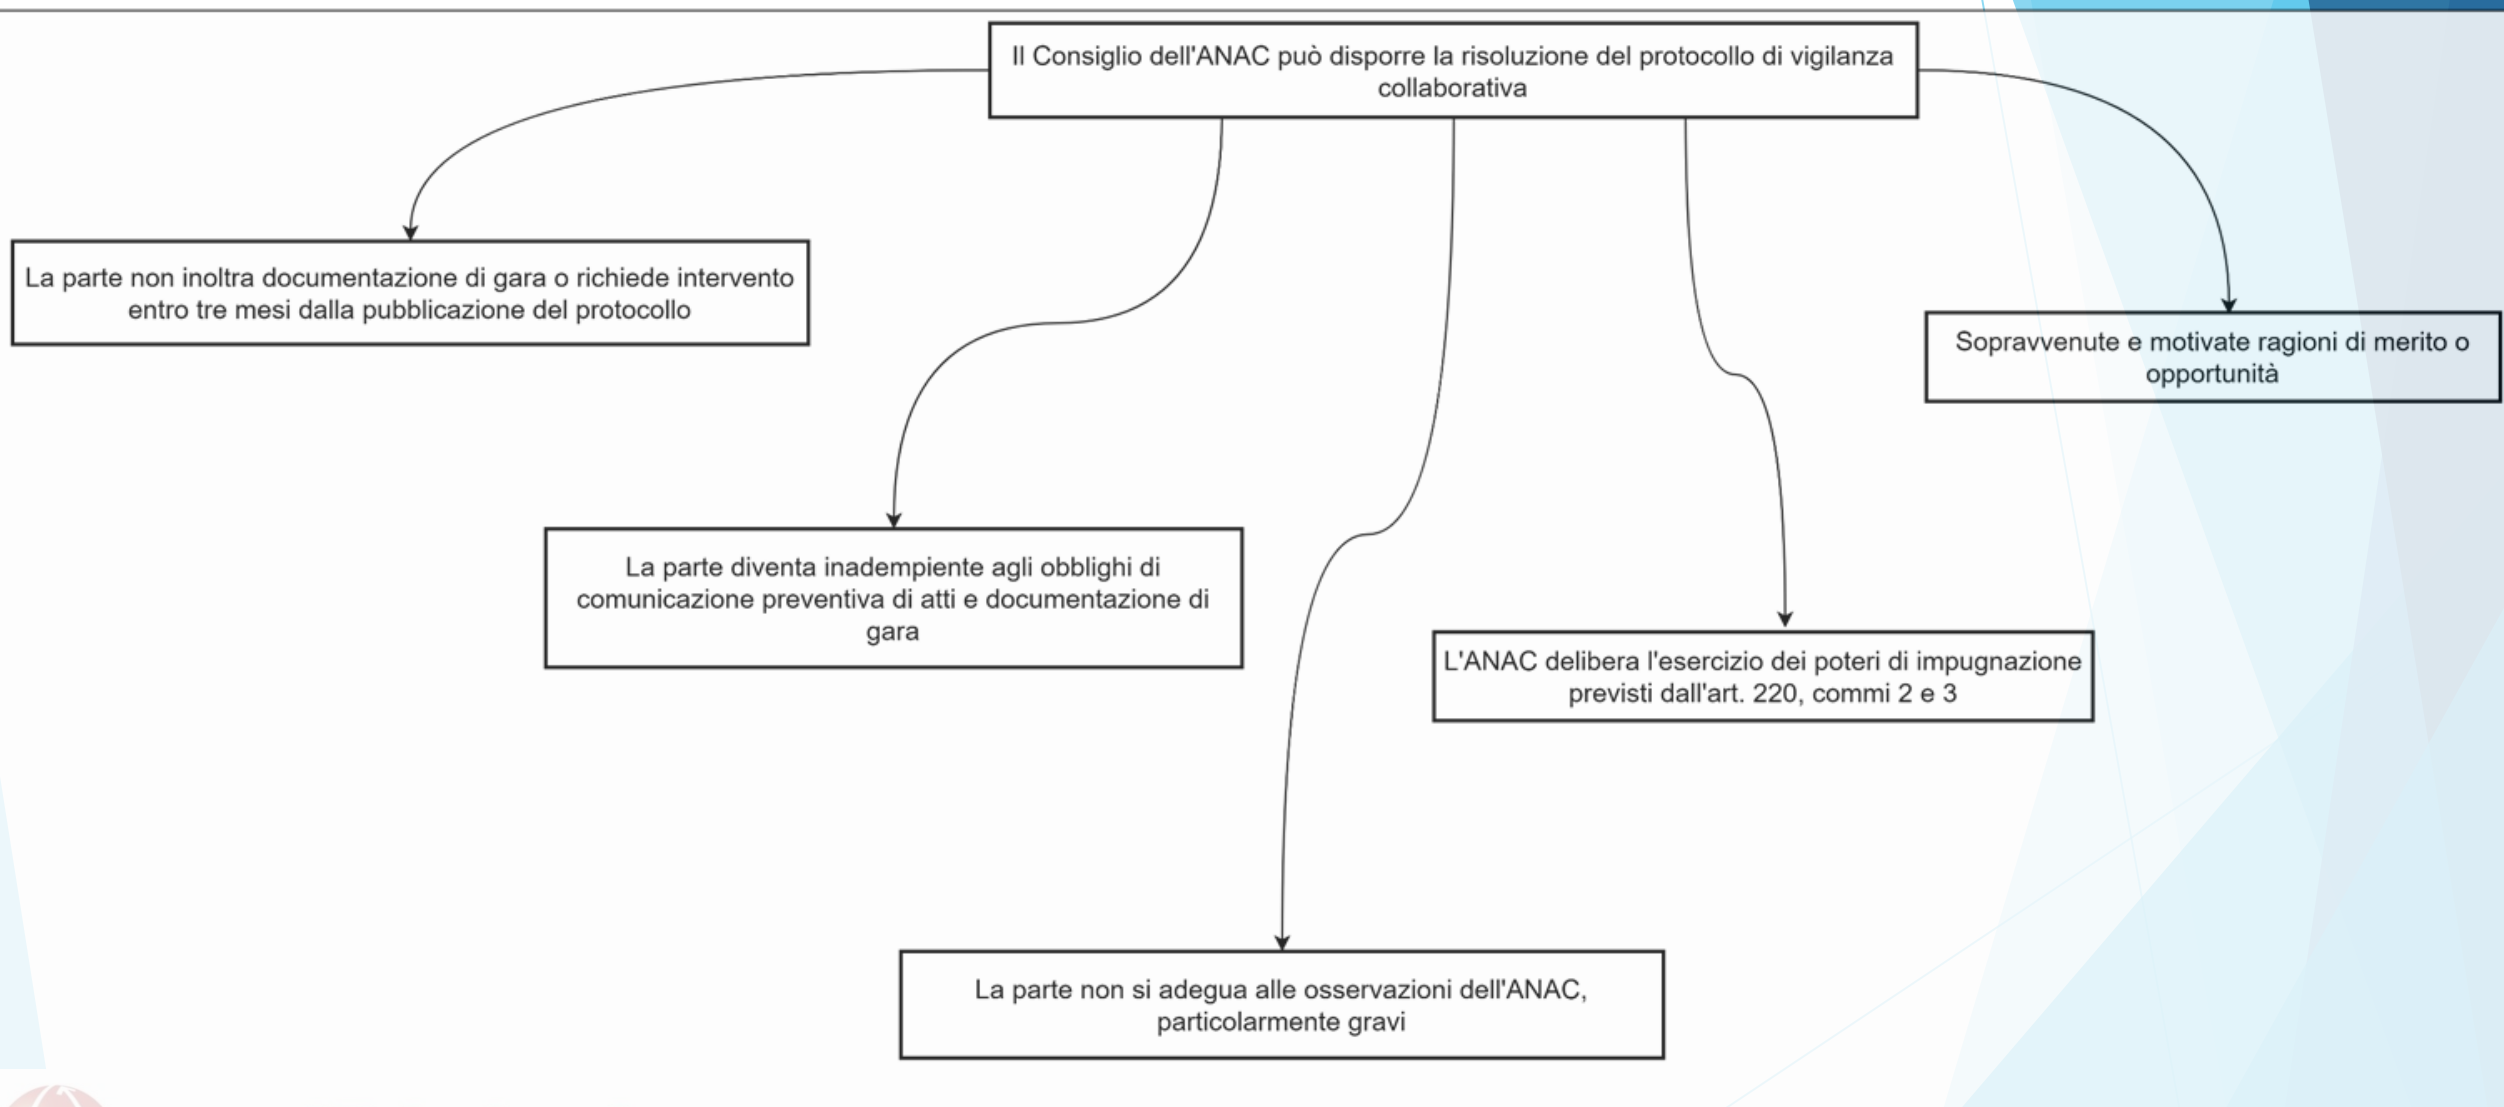 Il Consiglio dell'ANAC può disporre la risoluzione del protocollo di vigilanza
collaborativa
La parte non inoltra documentazione di gara o richiede intervento
entro tre mesi dalla pubblicazione del protocollo
Sopravvenute e motivate ragioni di merito o
opportunità
La parte diventa inadempiente agli obblighi di
comunicazione preventiva di atti e documentazione di
gara
L'ANAC delibera l'esercizio dei poteri di impugnazione
previsti dall'art. 220, commi 2 e 3
La parte non si adegua alle osservazioni dell'ANAC,
particolarmente gravi